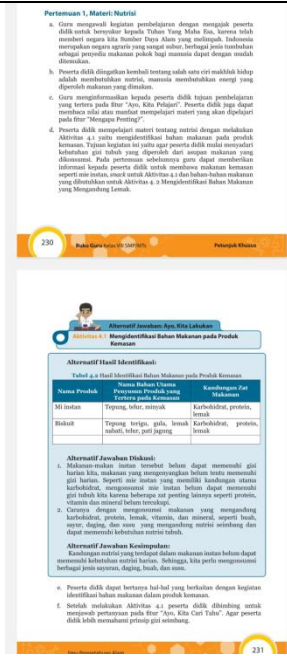 Pertemuan 1, Materi: Nutrisi
a. Guru mengawali kegiatan pembelajaran dengan mengajak peserta
didik untuk bersyukur kepada Tuhan Yang Maha Esa, karena telah
memberi negara kita Sumber Daya Alam yang melimpah. Indonesia
merupakan negara agraris yang sangat subur, berbagai jenis tumbuhan
sebagai penyedia makanan pokok bagi manusia dapat dengan mudah
ditemukan.
b. Peserta didik diingatkan kembali tentang salah satu ciri makhluk hidup
adalah membutuhkan nutrisi, manusia membutuhkan energi yang
diperoleh makanan yang dimakan.
c. Guru menginformasikan kepada peserta didik tujuan pembelajaran
yang tertera pada fitur "Ayo, Kita Pelajari". Peserta didik juga dapat
membaca nilai atau manfaat mempelajari materi yang akan dipelajari
pada fitur "Mengapa Penting?".
d. Peserta didik mempelajari materi tentang nutrisi dengan melakukan
Aktivitas 4.1 yaitu mengidentifikasi bahan makanan pada produk
kemasan. Tujuan kegiatan ini yaitu agar peserta didik mulai menyadari
kebutuhan gizi tubuh yang diperoleh dari asupan makanan yang
dikonsumsi. Pada pertemuan sebelumnya guru dapat memberikan
informasi kepada peserta didik untuk membawa makanan kemasan
seperti mie instan, snack untuk Aktivitas 4.1 dan bahan-bahan makanan
yang dibutuhkan untuk Aktivitas 4. 2 Mengidentifikasi Bahan Makanan
yang Mengandung Lemak.
230
Buku Guru Kelas VIII SMP/MTs
Petunjuk Khusus
Alternatif Jawaban: Ayo, Kita Lakukan
Aktivitas 4.1 Mengidentifikasi Bahan Makanan pada Produk
Kemasan
Alternatif Hasil Identifikasi:
Tabel 4.2 Hasil Identifikasi Bahan Makanan pada Produk Kemasan
Nama Produk
Nama Bahan Utama
Penyusun Produk yang
Tertera pada Kemasan
Kandungan Zat
Makanan
Mi instan
Tepung, telur, minyak
Karbohidrat, protein,
lemak
Biskuit
Tepung terigu, gula, lemak
nabati, telur, pati jagung
Karbohidrat, protein,
lemak
Alternatif Jawaban Diskusi:
1. Makanan-makan instan tersebut belum dapat memenuhi gizi
harian kita, makanan yang mengenyangkan belum tentu memenuhi
gizi harian. Seperti mie instan yang memiliki kandungan utama
karbohidrat, mengonsumsi mie instan belum dapat memenuhi
gizi tubuh kita karena beberapa zat penting lainnya seperti protein,
vitamin dan mineral belum tercukupi.
2. Caranya dengan mengonsumsi makanan yang mengandung
karbohidrat, protein, lemak, vitamin, dan mineral, seperti buah,
sayur, daging, dan susu yang mengandung nutrisi seimbang dan
dapat memenuhi kebutuhan nutrisi tubuh.
Alternatif Jawaban Kesimpulan:
Kandungan nutrisi yang terdapat dalam makanan instan belum dapat
memenuhi kebutuhan nutrisi harian. Sehingga, kita perlu mengonsumsi
berbagai jenis sayuran, daging, buah, dan susu.
e. Peserta didik dapat bertanya hal-hal yang berkaitan dengan kegiatan
identifikasi bahan makanan dalam produk kemasan.
f. Setelah melakukan Aktivitas 4.1 peserta didik dibimbing untuk
menjawab pertanyaan pada fitur "Ayo, Kita Cari Tahu". Agar peserta
didik lebih memahami prinsip gizi seimbang.
Ilmu Pengetahuan Alam
231